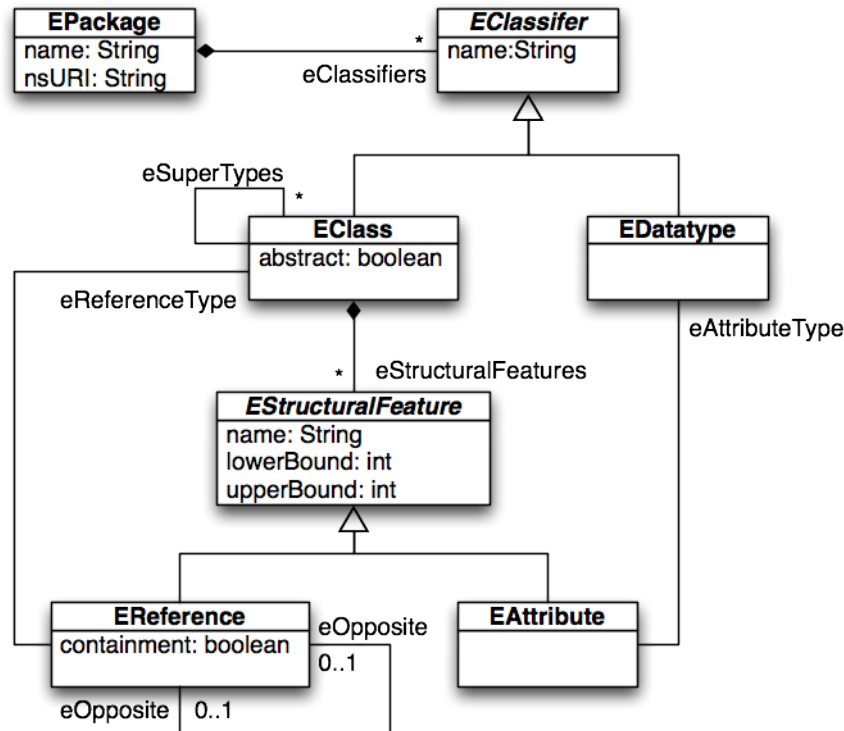 EPackage
name: String
nsURI: String
*
eClassifiers
EClassifer
name:String
eSuperTypes
*
EClass
abstract: boolean
EDatatype
eReferenceType
eAttributeType
*
eStructuralFeatures
EStructuralFeature
name: String
lowerBound: int
upperBound: int
EReference
containment: boolean
eOpposite
0..1
EAttribute
eOpposite
0..1